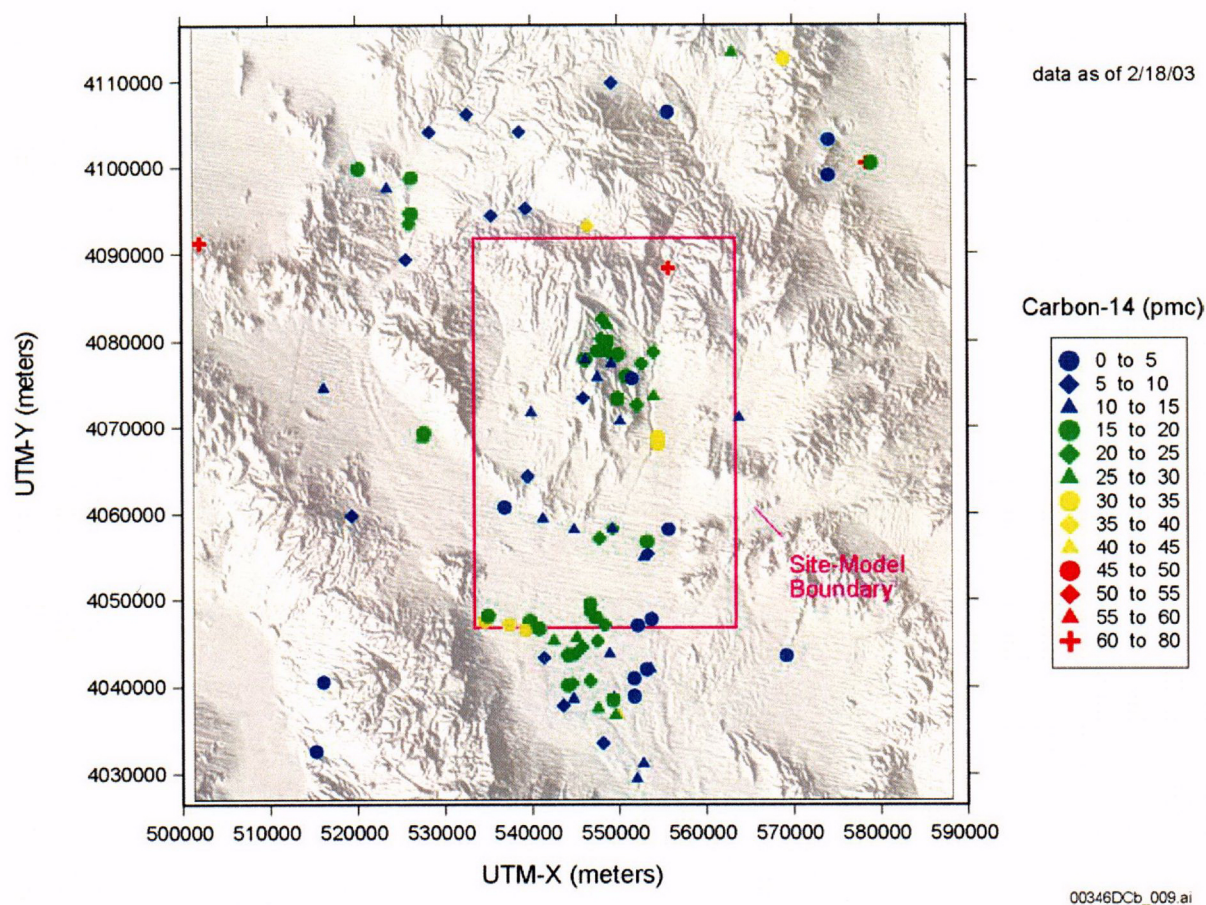 data as of 2/18/03
UTM-Y (meters)
4110000
4100000
4090000
4080000
4070000
4060000
4050000
4040000
4030000
Site-Model
Boundary
500000 510000 520000 530000 540000 550000 560000 570000 580000 590000
UTM-X (meters)
Carbon-14 (pmc)
0 to 5
5 to 10
10 to 15
15 to 20
20 to 25
25 to 30
30 to 35
35 to 40
40 to 45
45 to 50
50 to 55
55 to 60
60 to 80
00346DCb_009.ai